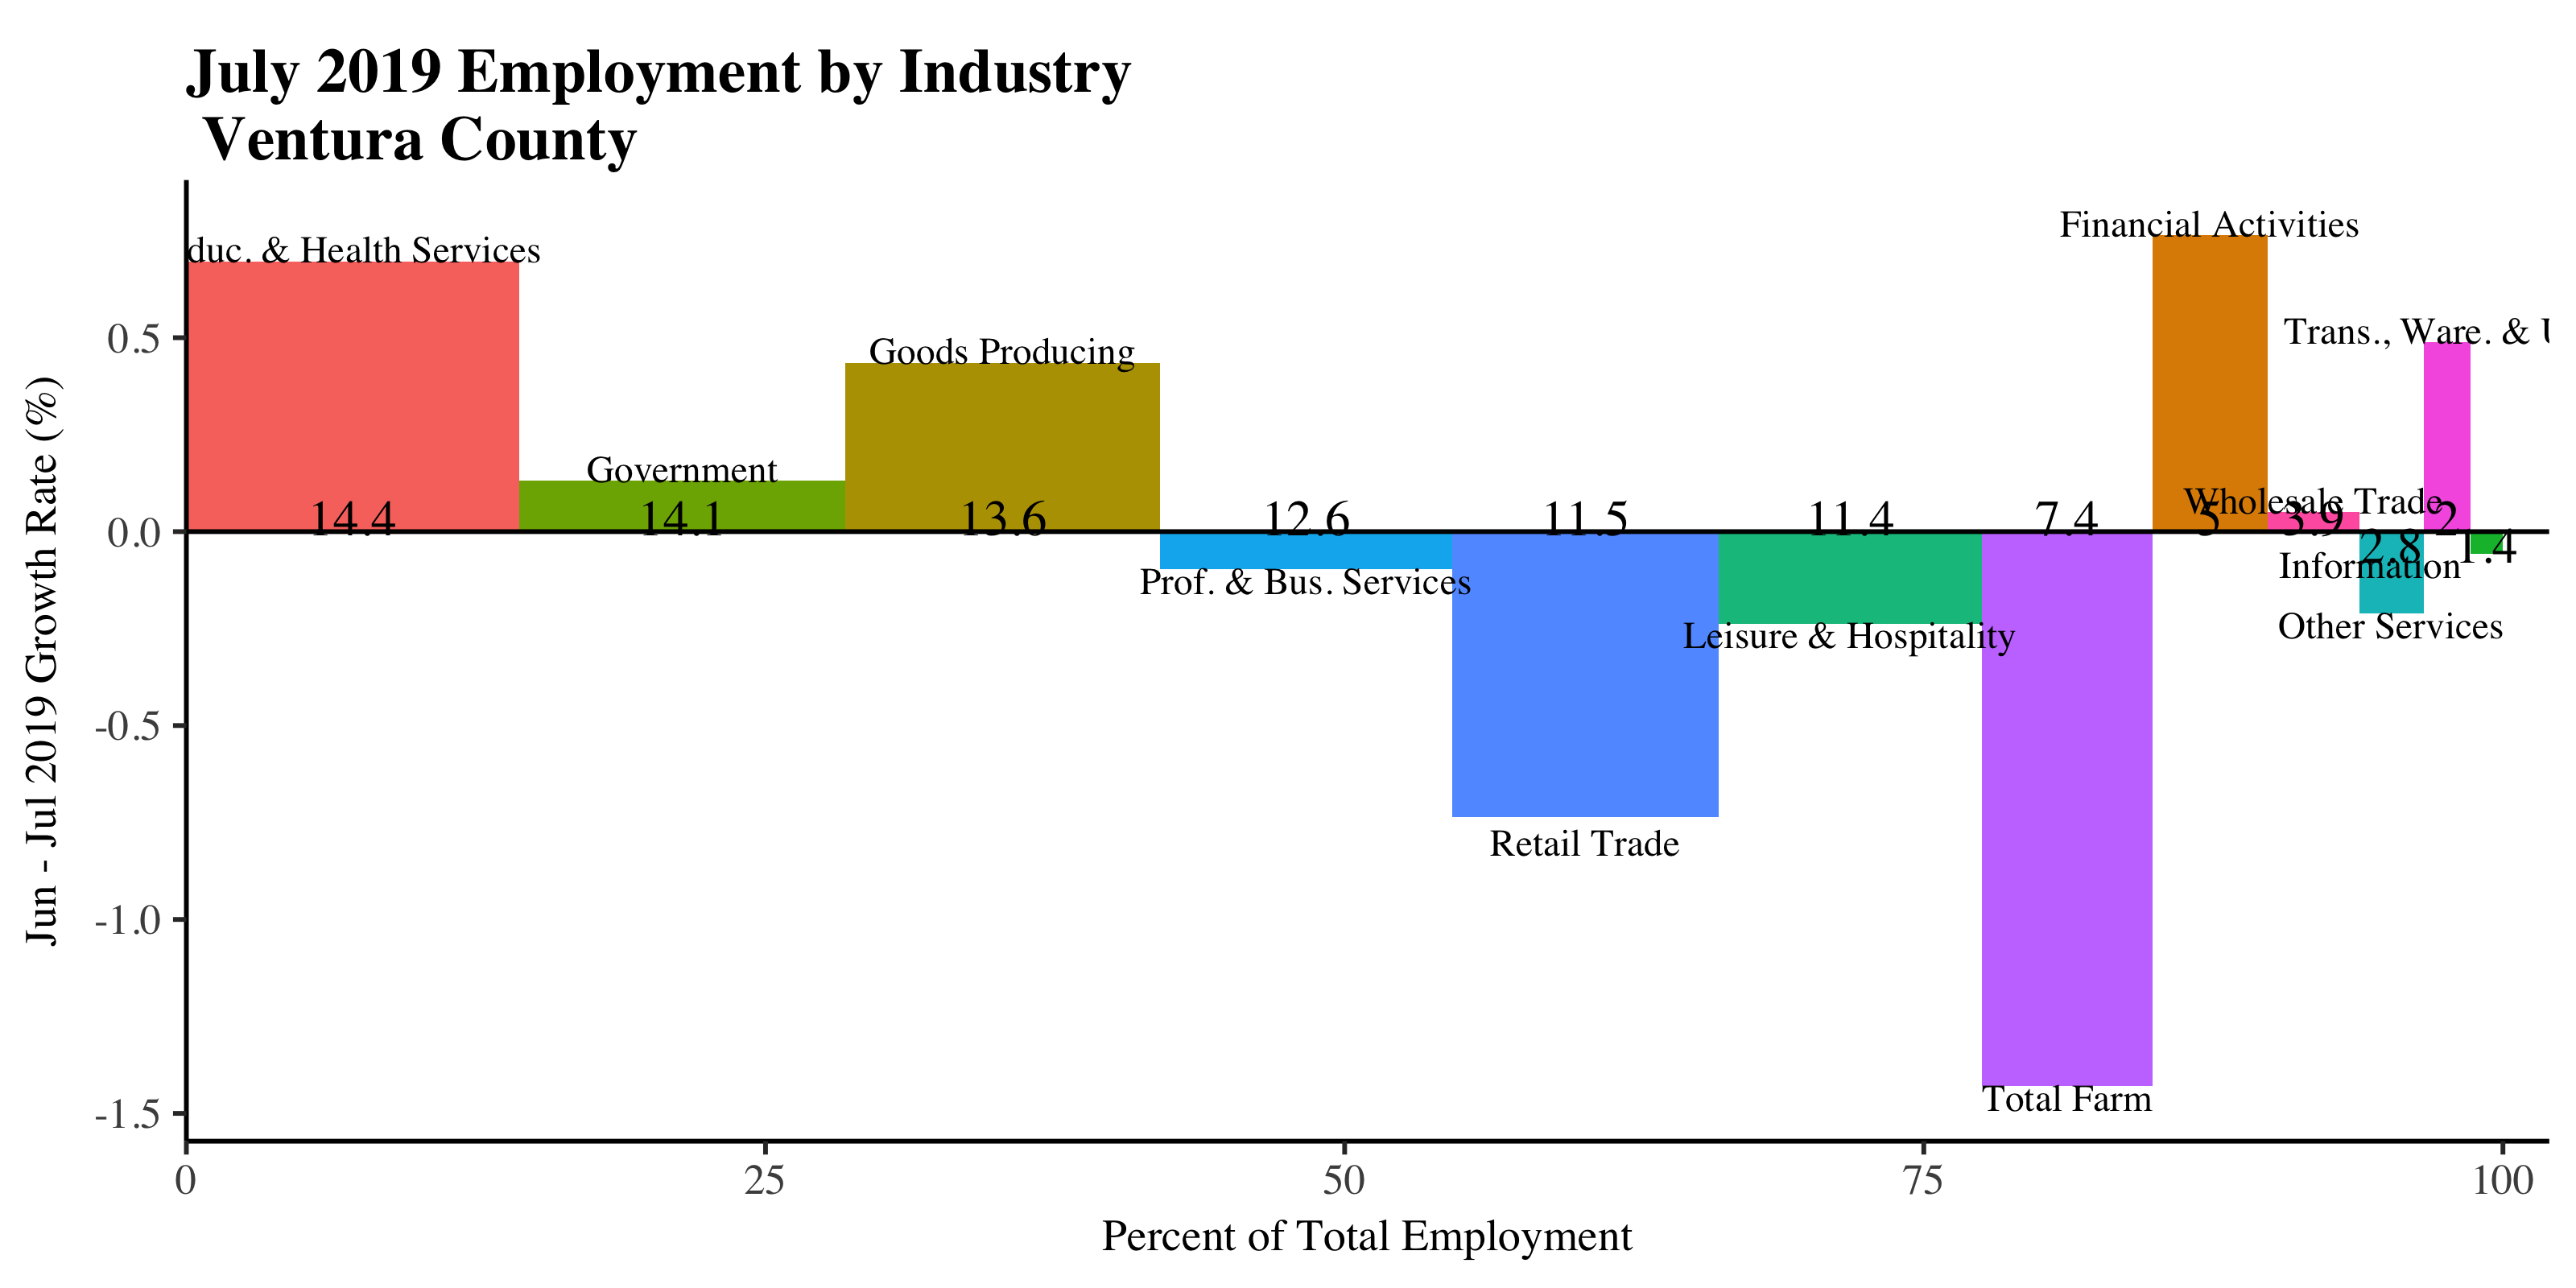 July 2019 Employment by Industry
Ventura County
Financial Activities
duc. & Health Services
Trans., Ware. & U
Goods Producing
Government
Wholesale Trade
14.4 14.1 13.6 12.6 11.5 11.4 7.4 5 3.9 2
2.8 1.4
Information
Prof. & Bus. Services
Other Services
Leisure & Hospitality
Retail Trade
Total Farm
0.5
0.0
-0.5
-1.0
-1.5
Jun - Jul 2019 Growth Rate (%)
0 25 50 75 100
Percent of Total Employment